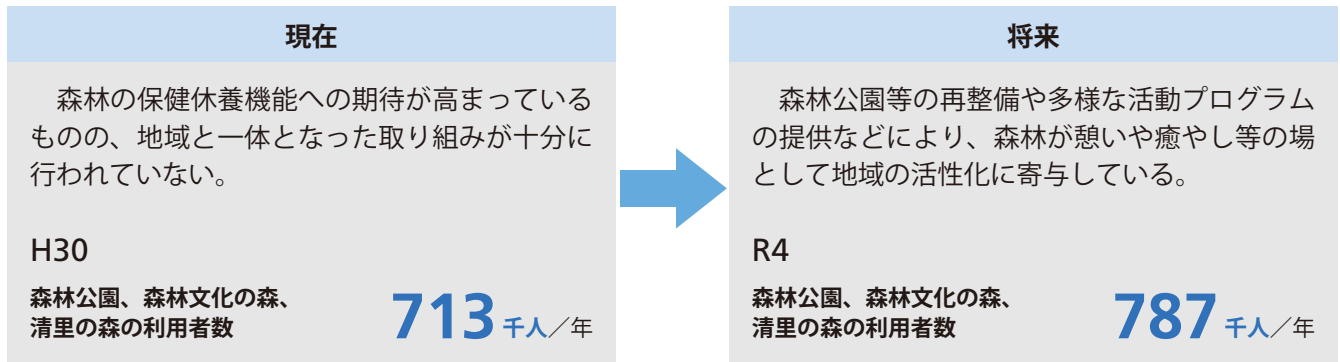 現在
　森林の保健休養機能への期待が高まっている
ものの、地域と一体となった取り組みが十分に
行われていない。
H30
森林公園、森林文化の森、
清里の森の利用者数
713千人／年
将来
　森林公園等の再整備や多様な活動プログラム
の提供などにより、森林が憩いや癒やし等の場
として地域の活性化に寄与している。
R4
森林公園、森林文化の森、
清里の森の利用者数
787千人／年